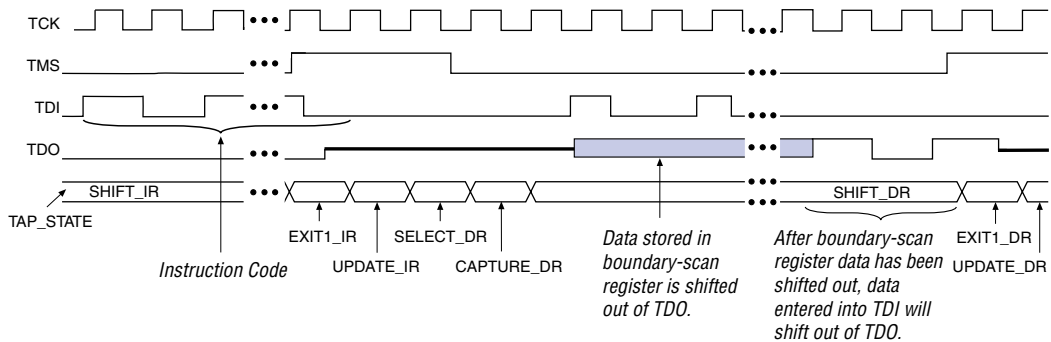 TCK
TMS
TDI
TDO
SHIFT_IR
SHIFT_DR
TAP_STATE
EXIT1_IR
SELECT_DR
EXIT1_DR
UPDATE_IR
CAPTURE_DR
UPDATE_DR
Instruction Code
Data stored in
boundary-scan
register is shifted
out of TDO.
After boundary-scan
register data has been
shifted out, data
entered into TDI will
shift out of TDO.